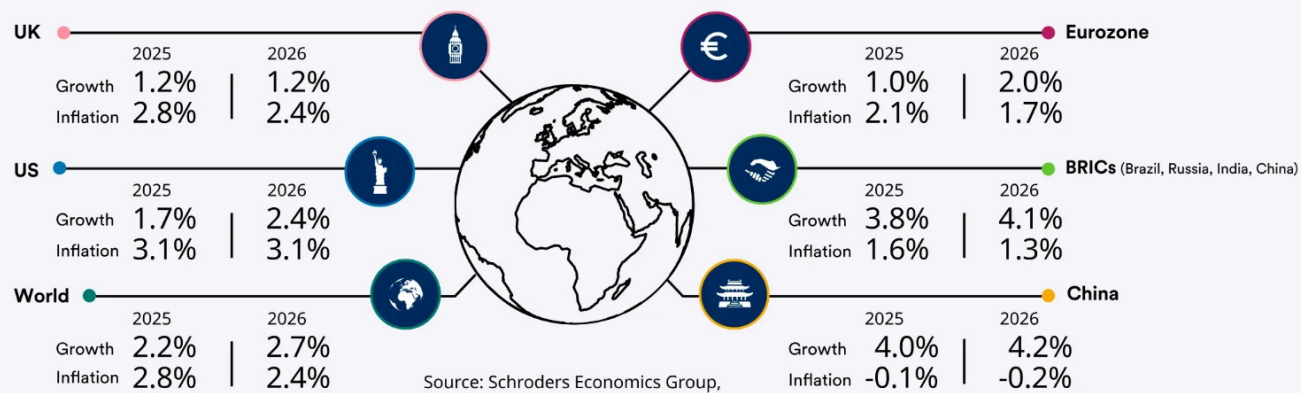 UK
2025 2026
Growth 1.2% 1.2%
Inflation 2.8% 2.4%
€
Eurozone
2025 2026
Growth 1.0% 2.0%
Inflation 2.1% 1.7%
US
Growth 1.7% 2.4%
Inflation 3.1% 3.1%
BRICs (Brazil, Russia, India, China)
Growth 3.8% 4.1%
Inflation 1.6% 1.3%
World
2025 2026
Growth 2.2% 2.7%
Inflation 2.8% 2.4%
China
2025 2026
Growth 4.0% 4.2%
Inflation -0.1% -0.2%
Source: Schroders Economics Group,